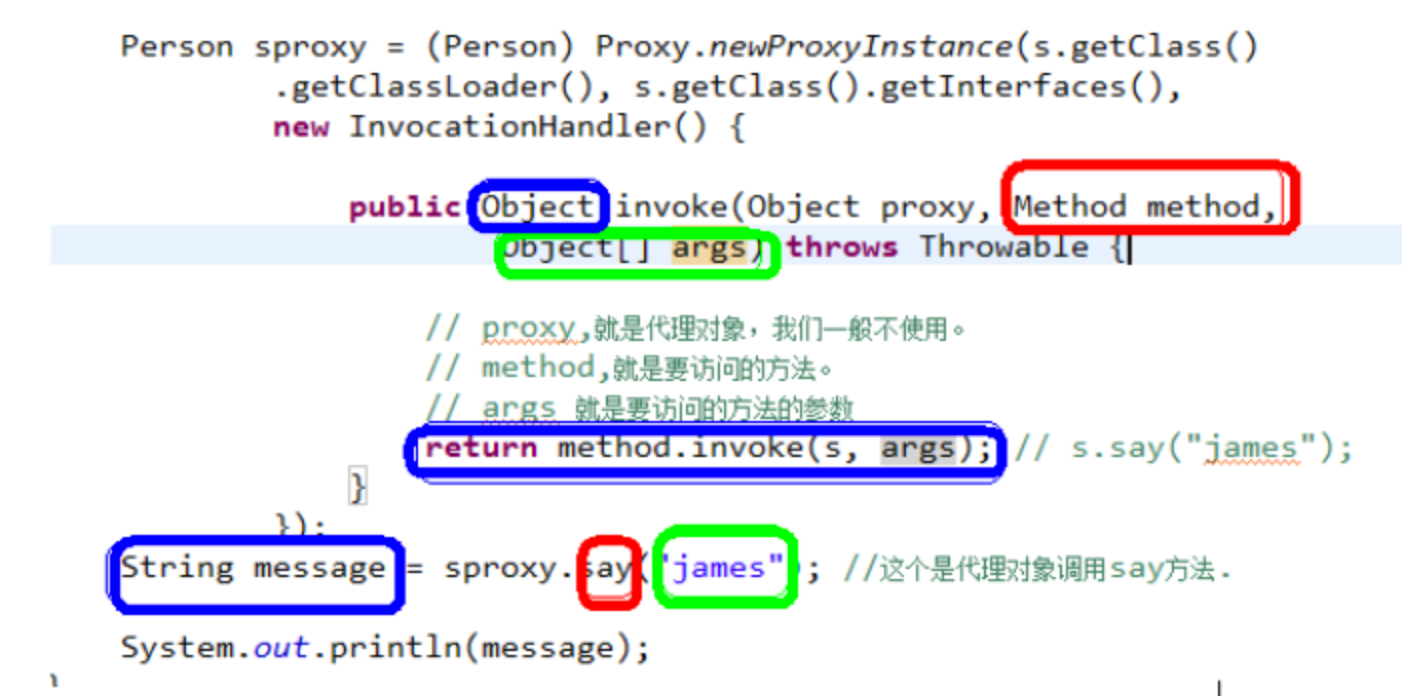 Person sproxy = (Person) Proxy.newProxyInstance(s.getClass()
.getClassLoader(), s.getClass().getInterfaces(),
new InvocationHandler() {
public Object invoke(Object proxy, Method method,
Object[] args) throws Throwable {
// proxy,就是代理对象，我们一般不使用。
// method,就是要访问的方法。
// args 就是要访问的方法的参数
return method.invoke(s, args); // s.say("james");
}
});
String message = sproxy.say("james"); //这个是代理对象调用say方法.
System.out.println(message);
}